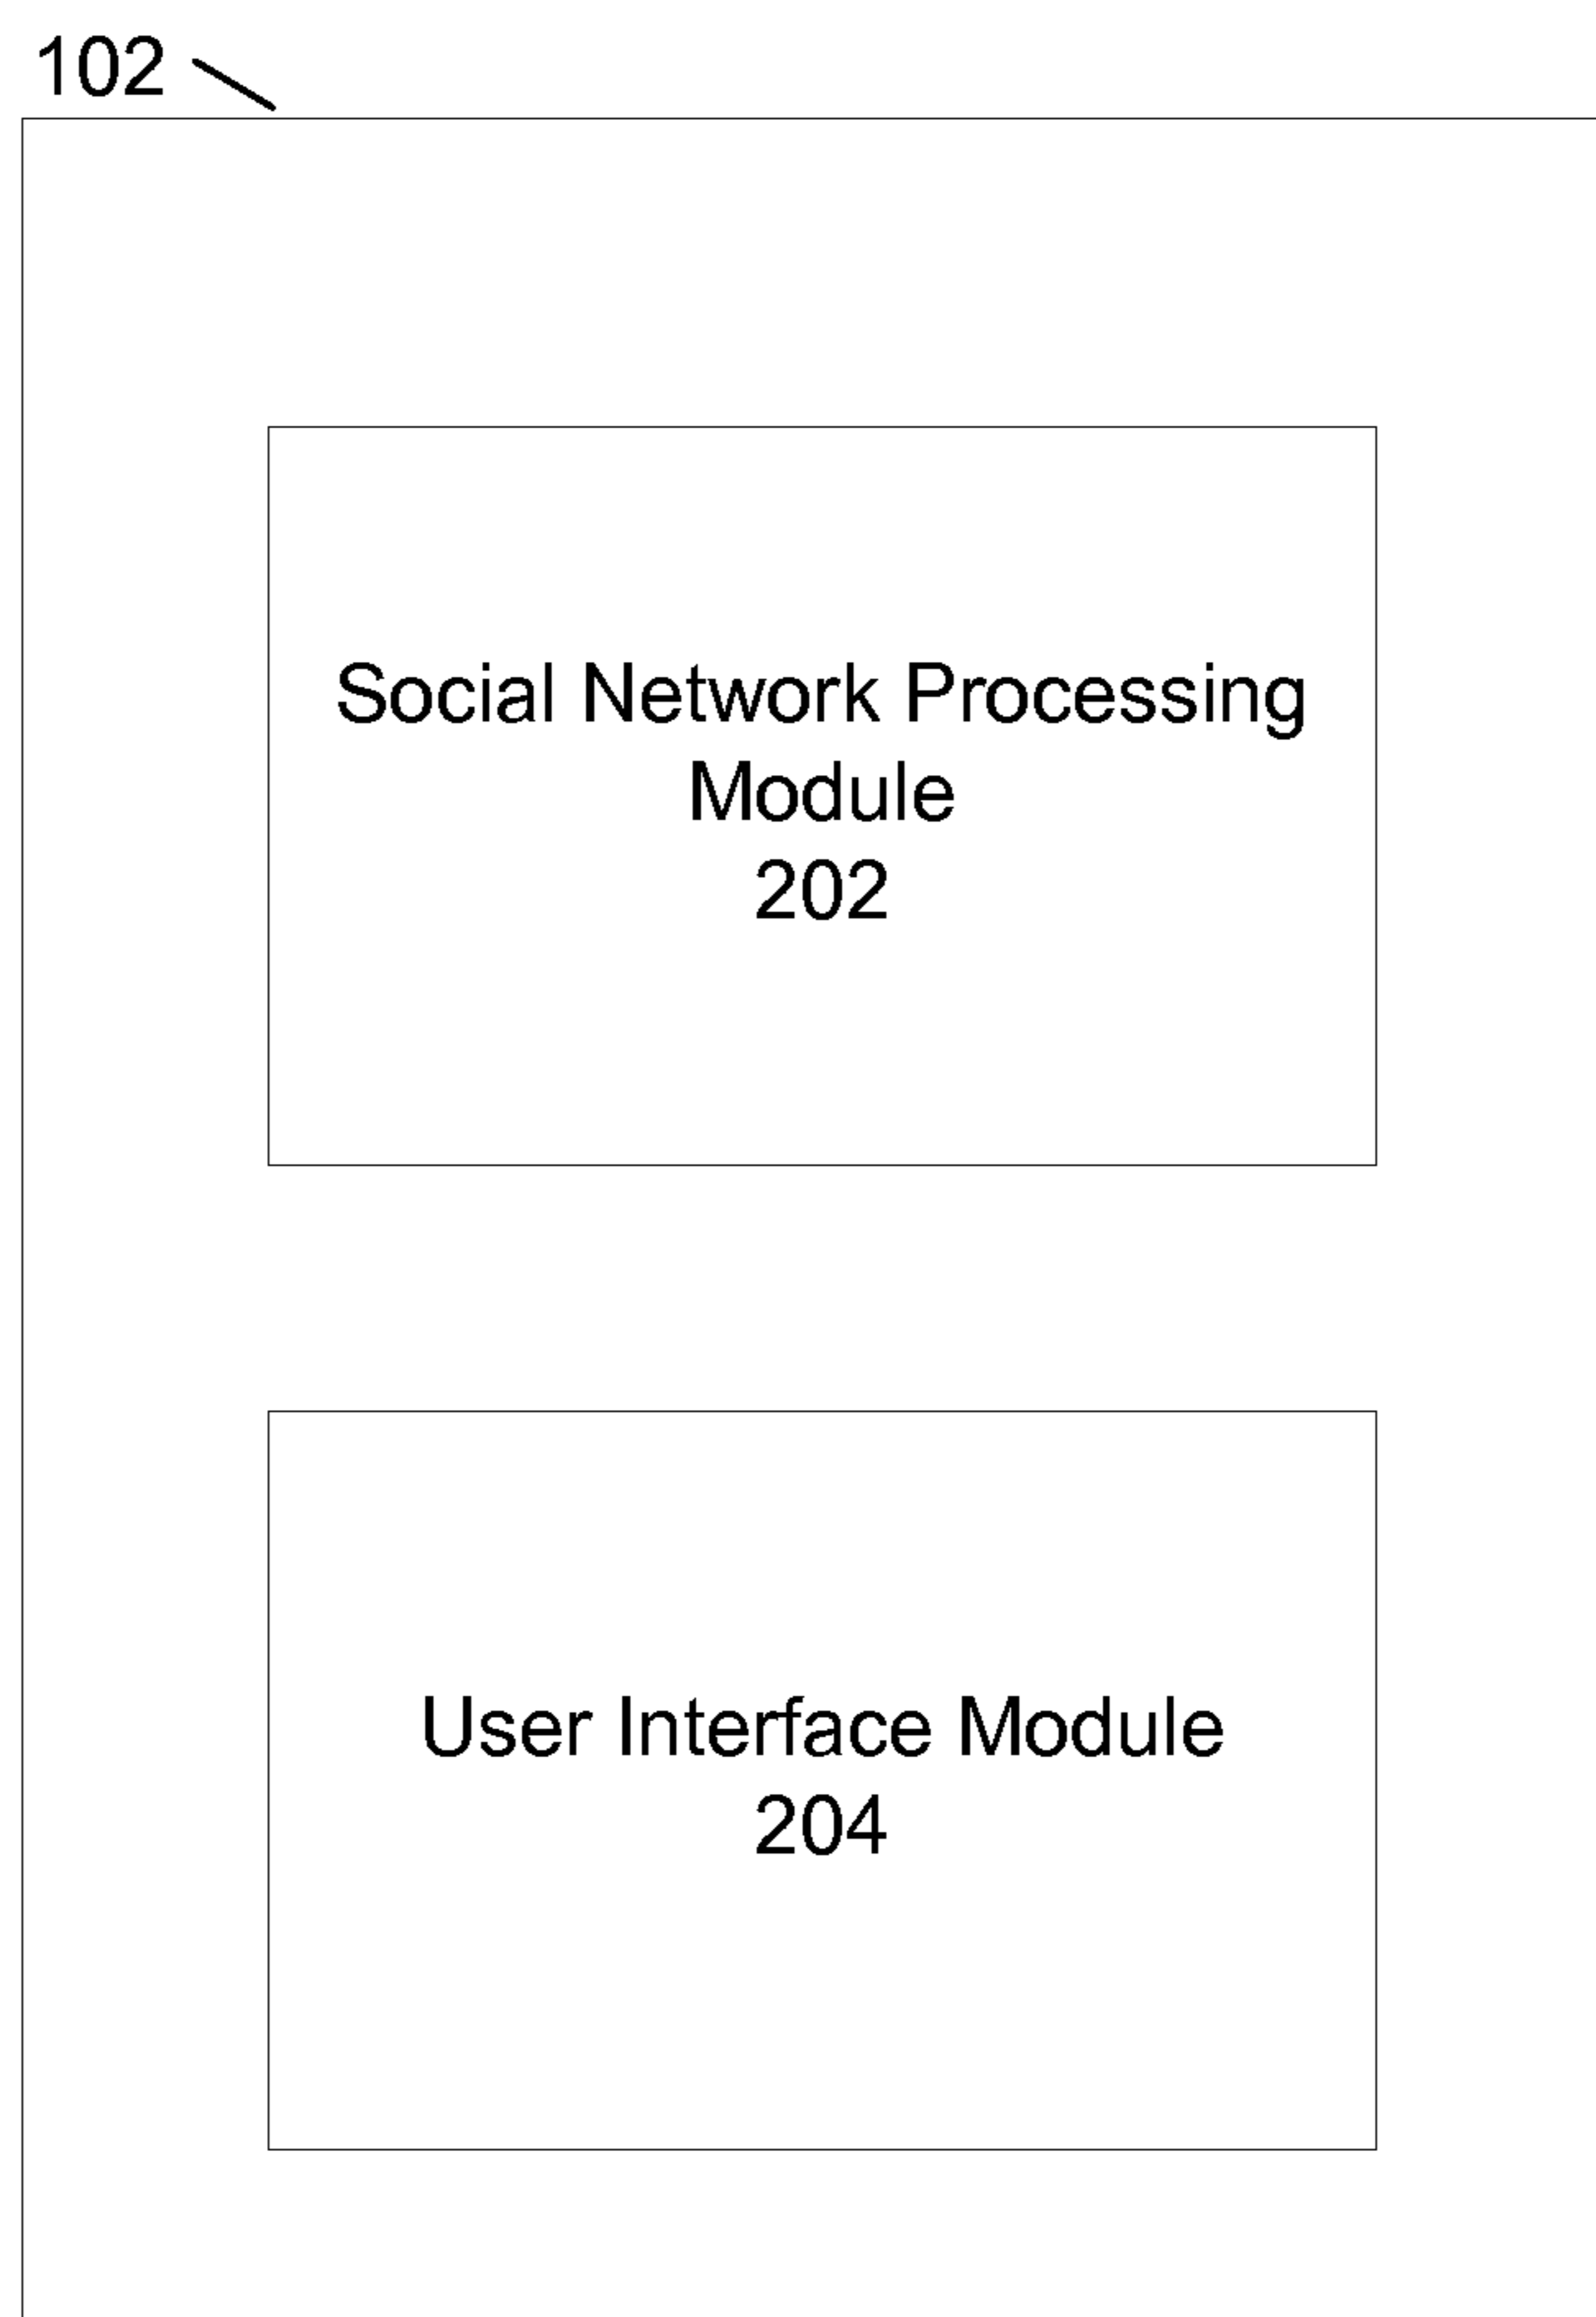 102
Social Network Processing
Module
202
User Interface Module
204